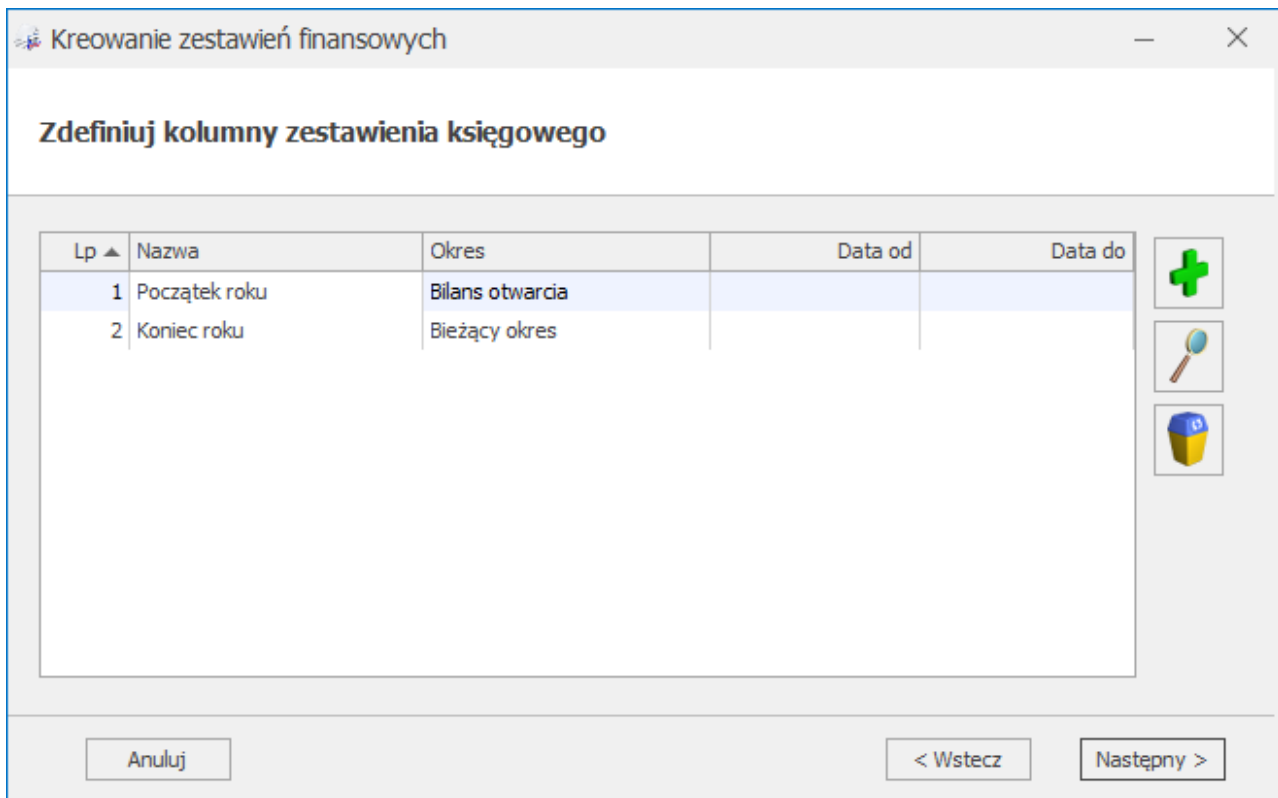 Kreowanie zestawień finansowych
Zdefiniuj kolumny zestawienia księgowego
Lp Nazwa Okres Data od Data do
1 Początek roku Bilans otwarcia
2 Koniec roku Bieżący okres
Anuluj < Wstecz Następny >